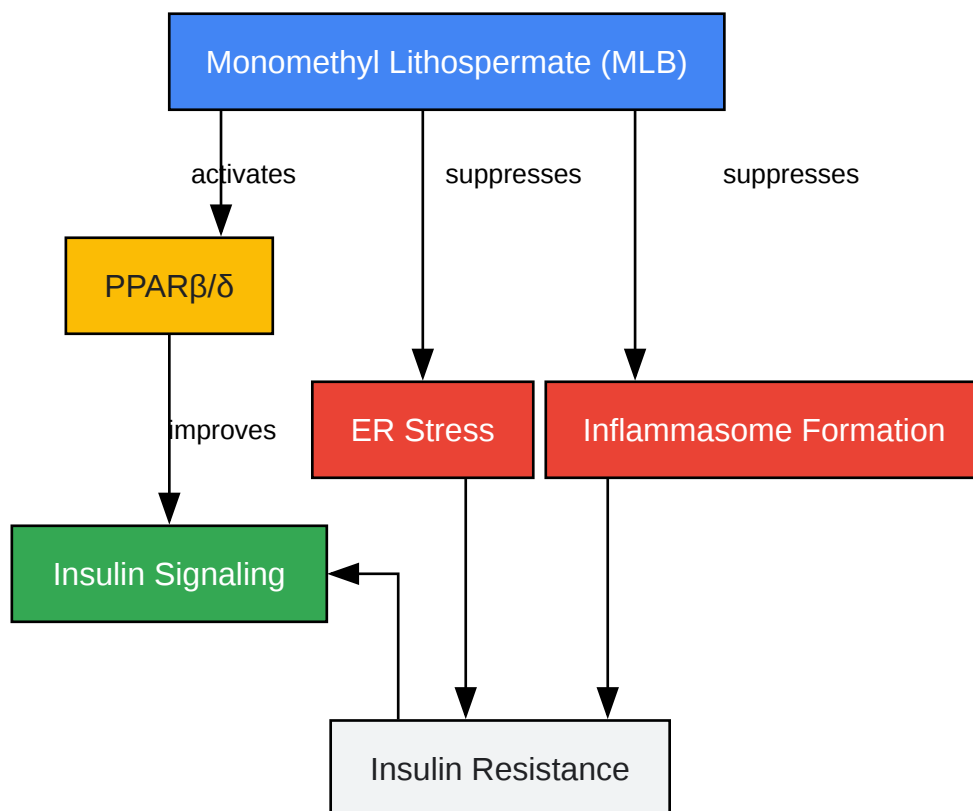 Monomethyl Lithospermate (MLB)
activates
suppresses
suppresses
PPARβ/δ
improves
ER Stress
Inflammasome Formation
Insulin Signaling
Insulin Resistance